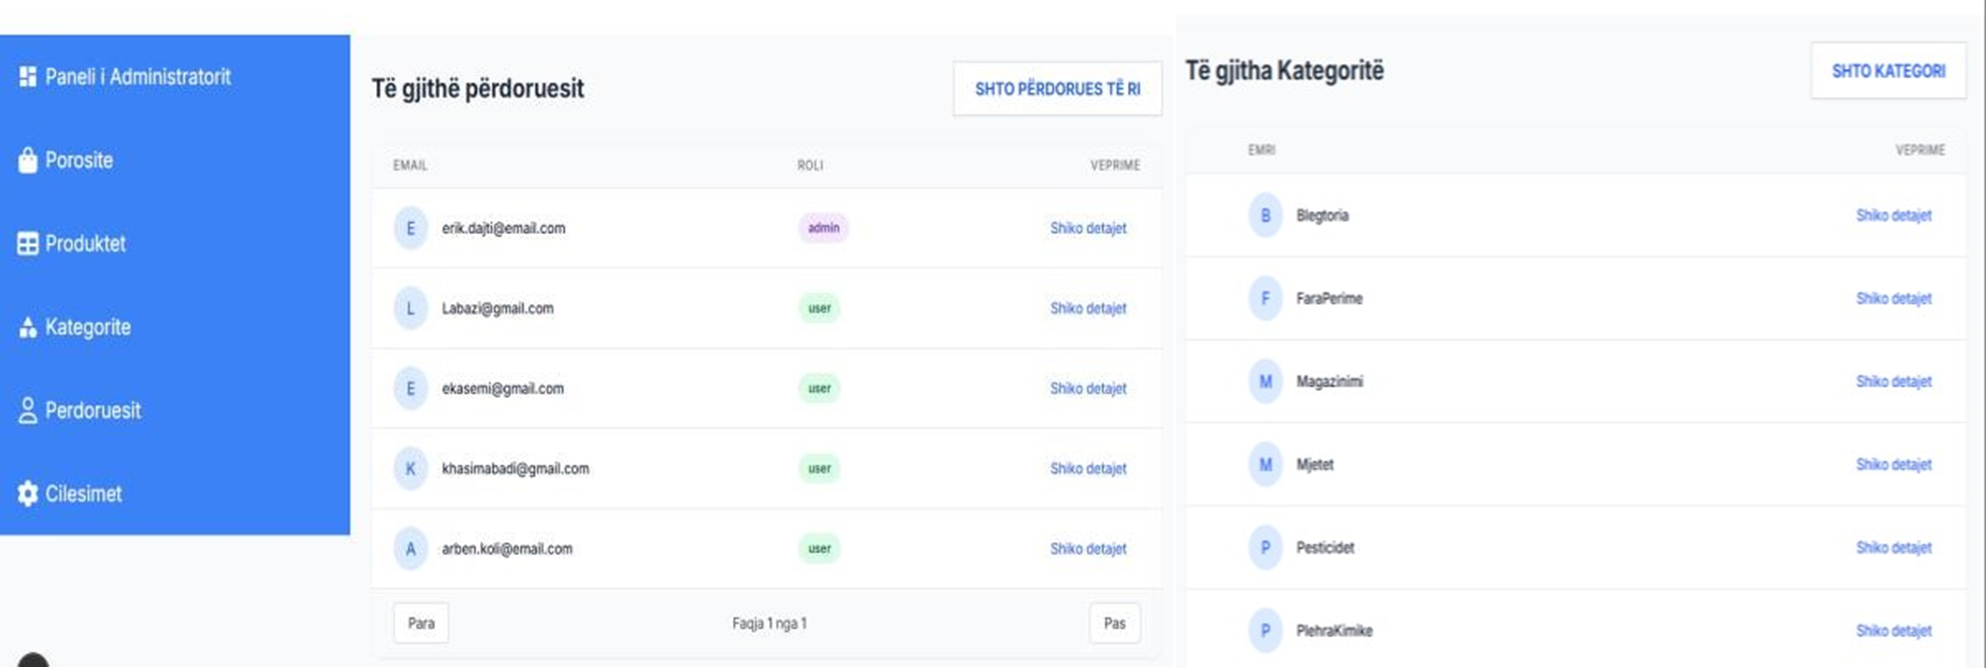 Paneli i Administratorit
Porosite
Produktet
Kategorite
Perdoruesit
Cilesimet
Të gjithë përdoruesit
SHTO PËRDORUES TË RI
EMAIL ROLI VEPRIME
E erik.dajti@email.com admin Shiko detajet
L Labazi@gmail.com user Shiko detajet
E ekasemi@gmail.com user Shiko detajet
K khasimabadi@gmail.com user Shiko detajet
A arben.koli@email.com user Shiko detajet
Para Faqja 1 nga 1 Pas
Të gjitha Kategoritë
SHTO KATEGORI
EMRI VEPRIME
B Blegtoria Shiko detajet
F FaraPerime Shiko detajet
M Magazinimi Shiko detajet
M Mjetet Shiko detajet
P Pesticidet Shiko detajet
P PlehraKimike Shiko detajet